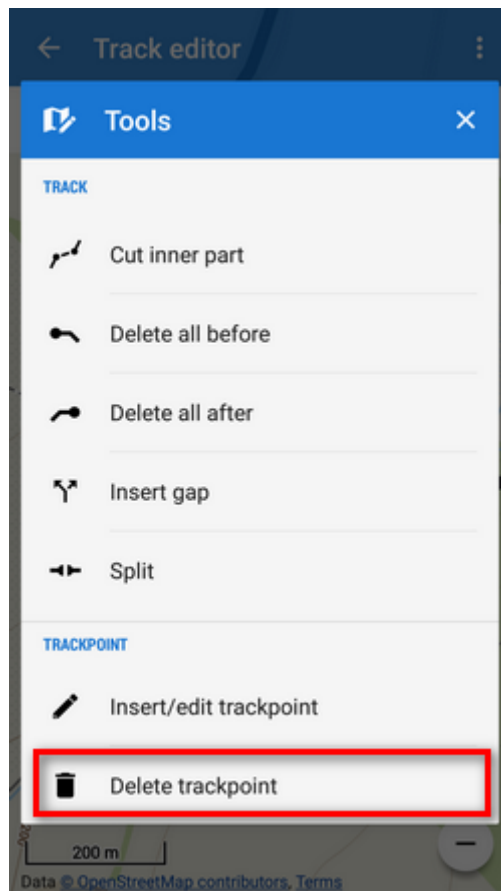 Track editor
Tools
TRACK
Cut inner part
Delete all before
Delete all after
Insert gap
Split
TRACKPOINT
Insert/edit trackpoint
Delete trackpoint
200 m
Data © OpenStreetMap contributors, Terms